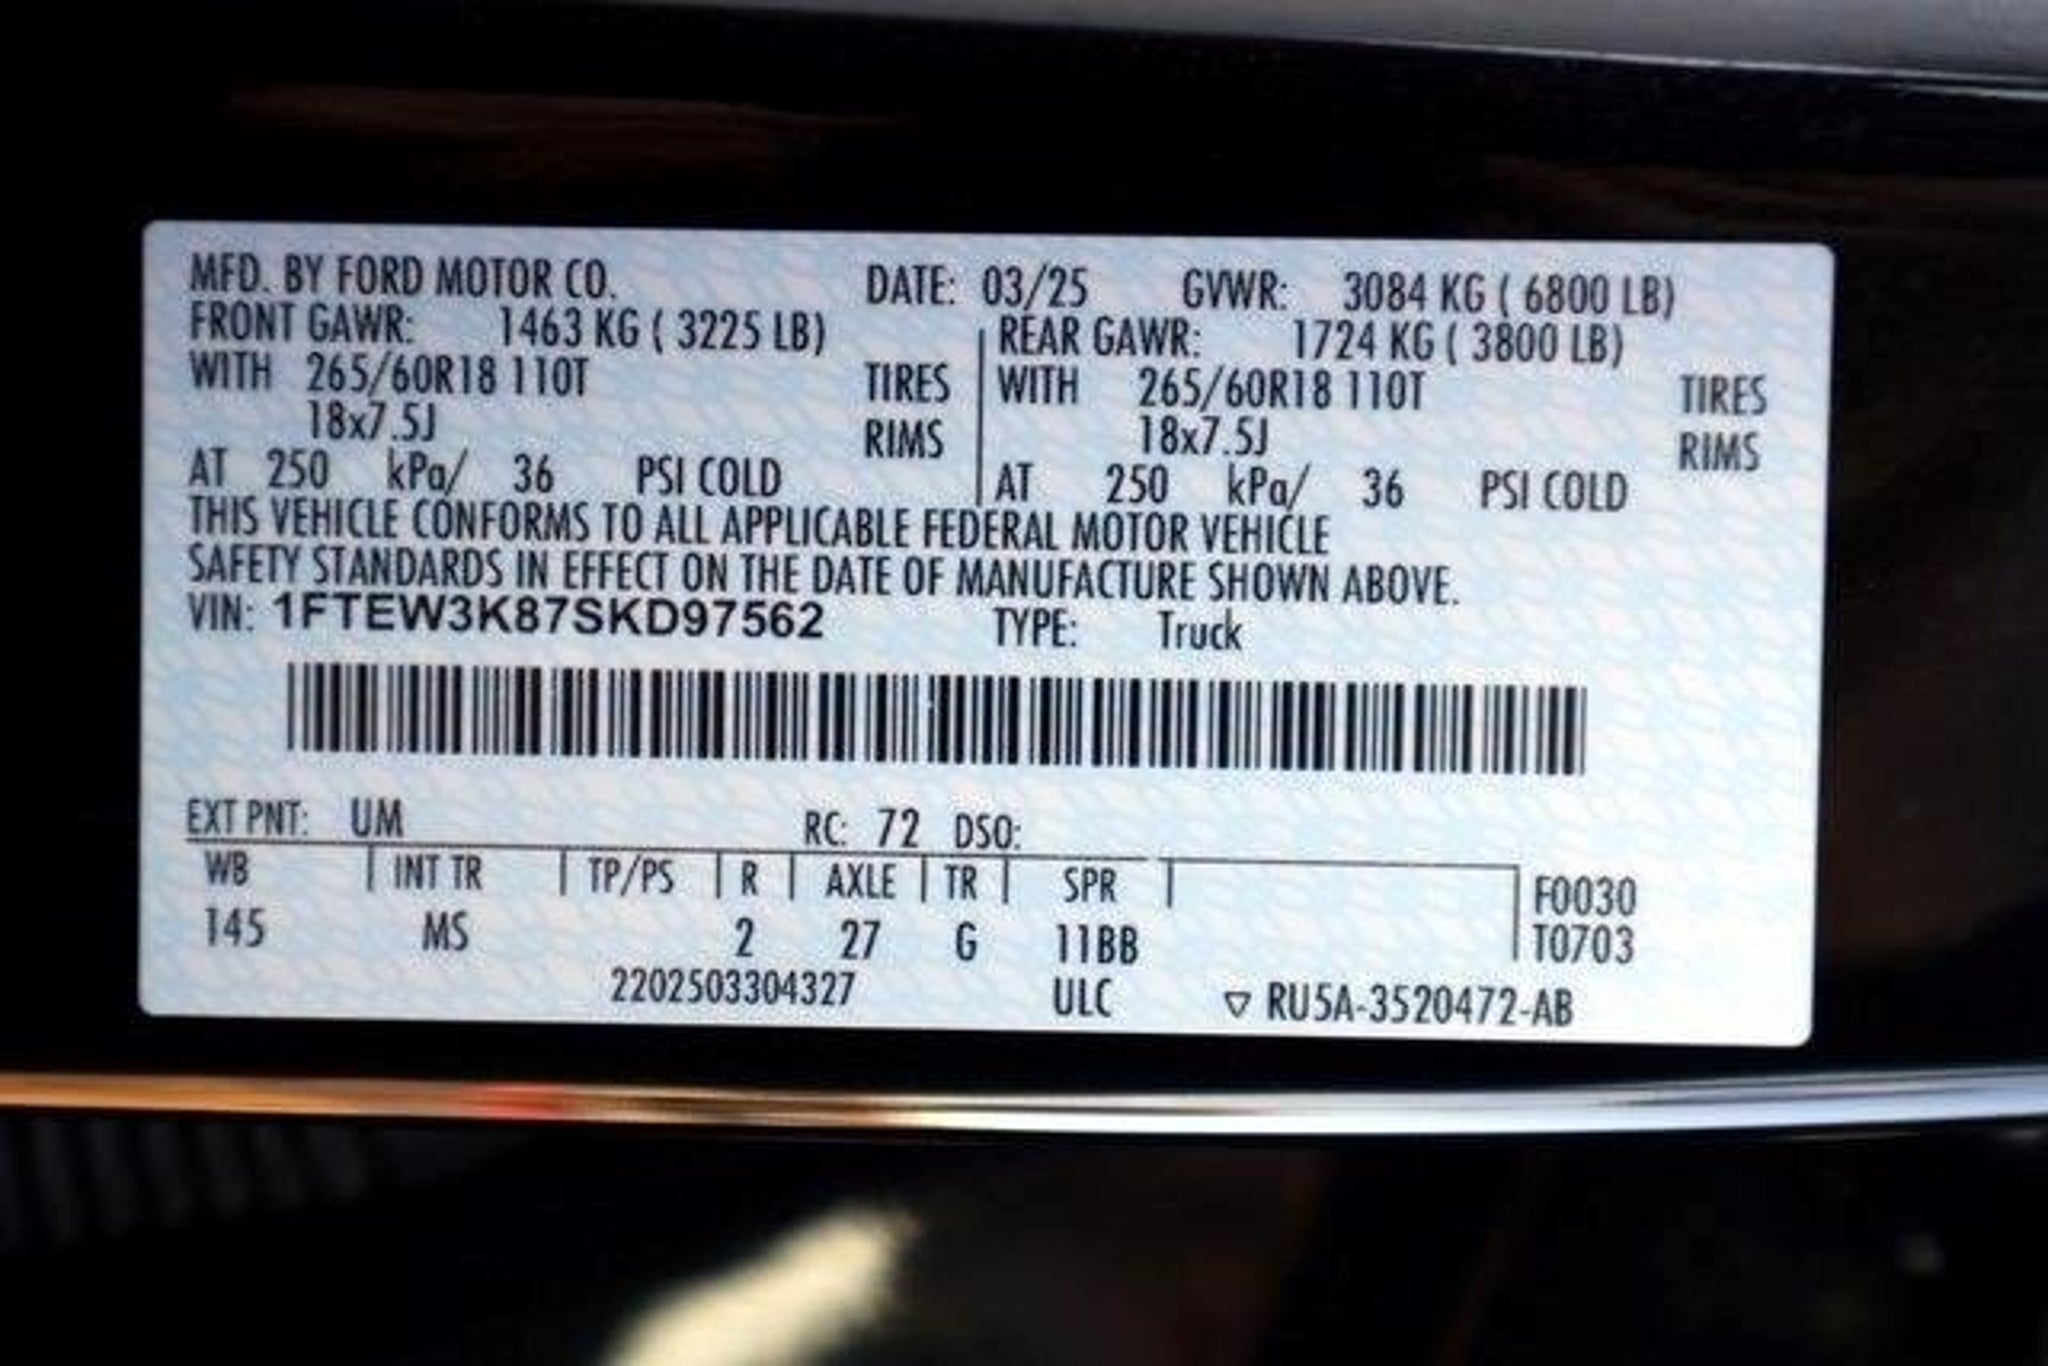 MFD. BY FORD MOTOR CO. DATE: 03/25 GVWR: 3084 KG ( 6800 LB)
FRONT GAWR: 1463 KG ( 3225 LB) REAR GAWR: 1724 KG ( 3800 LB)
WITH 265/60R18 110T TIRES WITH 265/60R18 110T TIRES
18x7.5J RIMS 18x7.5J RIMS
AT 250 kPa/ 36 PSI COLD AT 250 kPa/ 36 PSI COLD
THIS VEHICLE CONFORMS TO ALL APPLICABLE FEDERAL MOTOR VEHICLE
SAFETY STANDARDS IN EFFECT ON THE DATE OF MANUFACTURE SHOWN ABOVE.
VIN: 1FTEW3K87SKD97562 TYPE: Truck
EXT PNT: UM RC: 72 DSO:
WB INT TR TP/PS R AXLE TR SPR F0030
145 MS 2 27 G 11BB T0703
2202503304327 ULC ▽ RU5A-3520472-AB